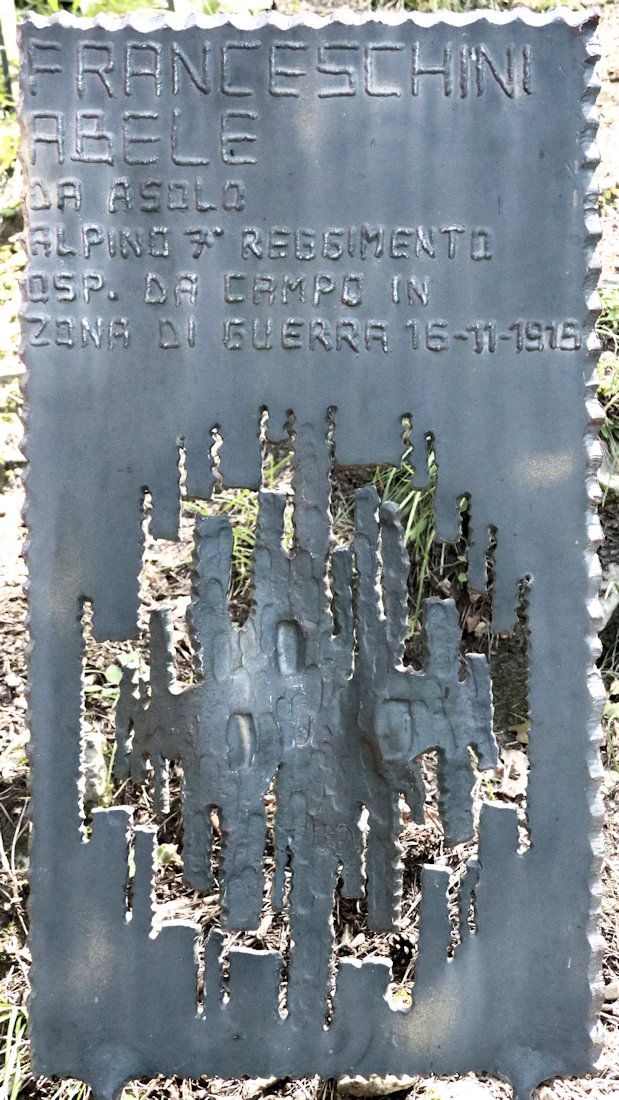 FRANCESCHINI
ABELE
DA ASOLO
ALPINO 7° REGGIMENTO
OSP. DA CAMPO IN
ZONA DI GUERRA 16-11-1916